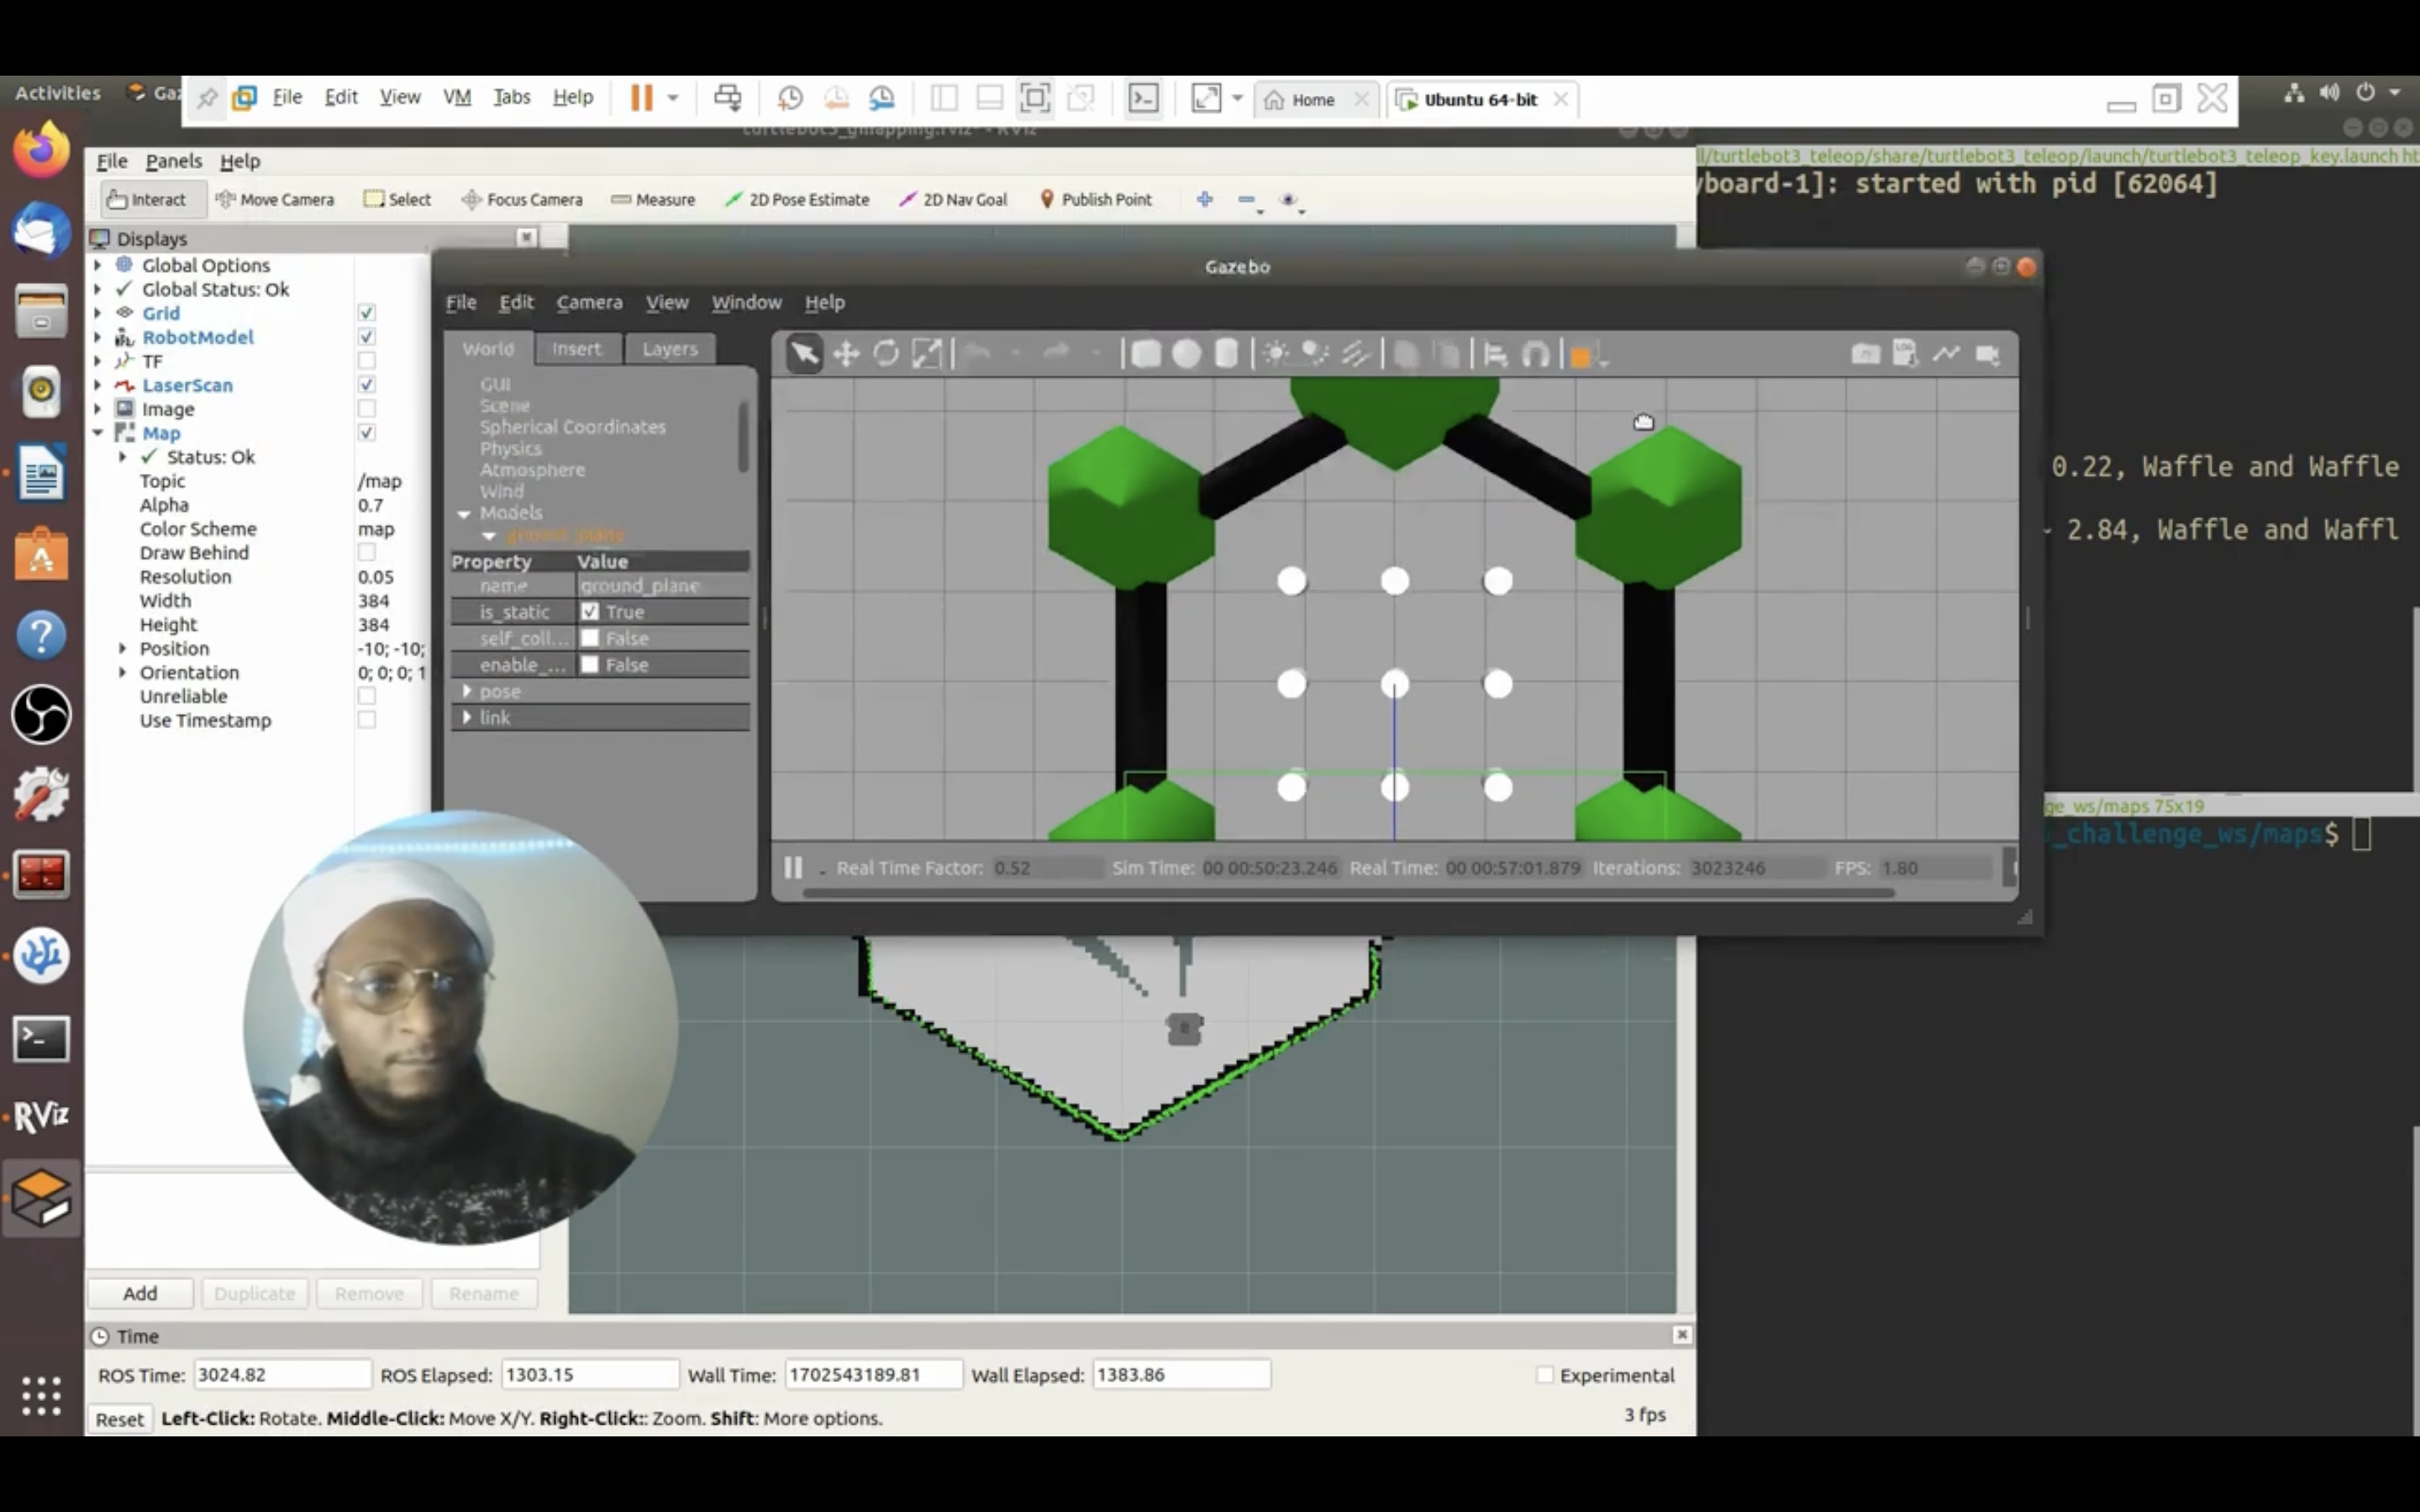 Activities
File Edit View VM Tabs Help
Home
Ubuntu 64-bit
turtlebot3_gmapping.rviz* - RViz
File Panels Help
Interact
Move Camera
Select
Focus Camera
Measure
2D Pose Estimate
2D Nav Goal
Publish Point
Displays
Global Options
Global Status: Ok
Grid
RobotModel
TF
LaserScan
Image
Map
Status: Ok
Topic /map
Alpha 0.7
Color Scheme map
Draw Behind
Resolution 0.05
Width 384
Height 384
Position -10; -10;
Orientation 0; 0; 0; 1
Unreliable
Use Timestamp
Gazebo
File Edit Camera View Window Help
World Insert Layers
GUI
Scene
Spherical Coordinates
Physics
Atmosphere
Wind
Models
ground_plane
Property Value
name ground_plane
is_static True
self_coll... False
enable_... False
pose
link
Real Time Factor: 0.52 Sim Time: 00 00:50:23.246 Real Time: 00 00:57:01.879 Iterations: 3023246 FPS: 1.80
ll/turtlebot3_teleop/share/turtlebot3_teleop/launch/turtlebot3_teleop_key.launch ht
yboard-1]: started with pid [62064]
0.22, Waffle and Waffle
~ 2.84, Waffle and Waffl
ge_ws/maps 75x19
_challenge_ws/maps$
RViz
Add Duplicate Remove Rename
Time
ROS Time: 3024.82 ROS Elapsed: 1303.15 Wall Time: 1702543189.81 Wall Elapsed: 1383.86 Experimental
Reset Left-Click: Rotate. Middle-Click: Move X/Y. Right-Click:: Zoom. Shift: More options. 3 fps